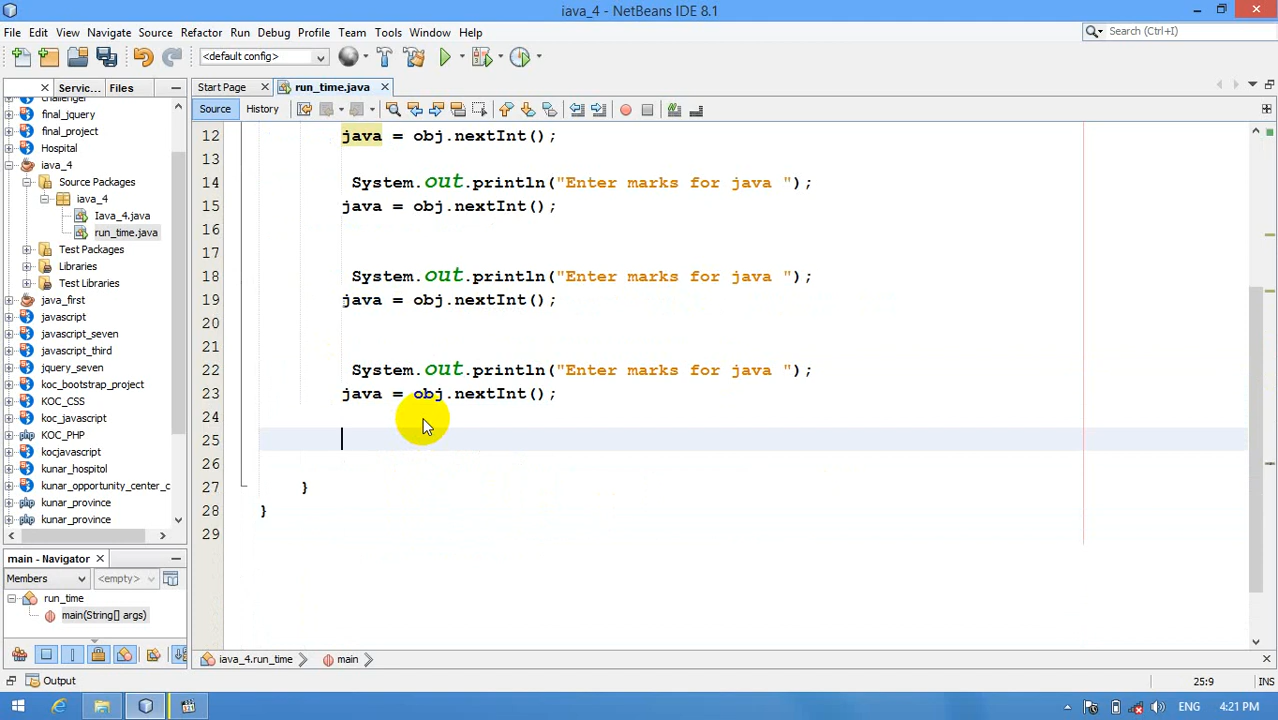 iava_4 - NetBeans IDE 8.1
File Edit View Navigate Source Refactor Run Debug Profile Team Tools Window Help
Search (Ctrl+I)
<default config>
Servic... Files
Start Page run_time.java
Source History
challenger
final_jquery
final_project
Hospital
iava_4
Source Packages
iava_4
Iava_4.java
run_time.java
Test Packages
Libraries
Test Libraries
java_first
javascript
javascript_seven
javascript_third
jquery_seven
koc_bootstrap_project
KOC_CSS
koc_javascript
KOC_PHP
kocjavascript
kunar_hospitol
kunar_opportunity_center_c
kunar_province
kunar_province
12 java = obj.nextInt();
13
14 System.out.println("Enter marks for java ");
15 java = obj.nextInt();
16
17
18 System.out.println("Enter marks for java ");
19 java = obj.nextInt();
20
21
22 System.out.println("Enter marks for java ");
23 java = obj.nextInt();
24
25
26
27 }
28 }
29
main - Navigator
Members <empty>
run_time
main(String[] args)
iava_4.run_time main
Output
25:9 INS
ENG 4:21 PM